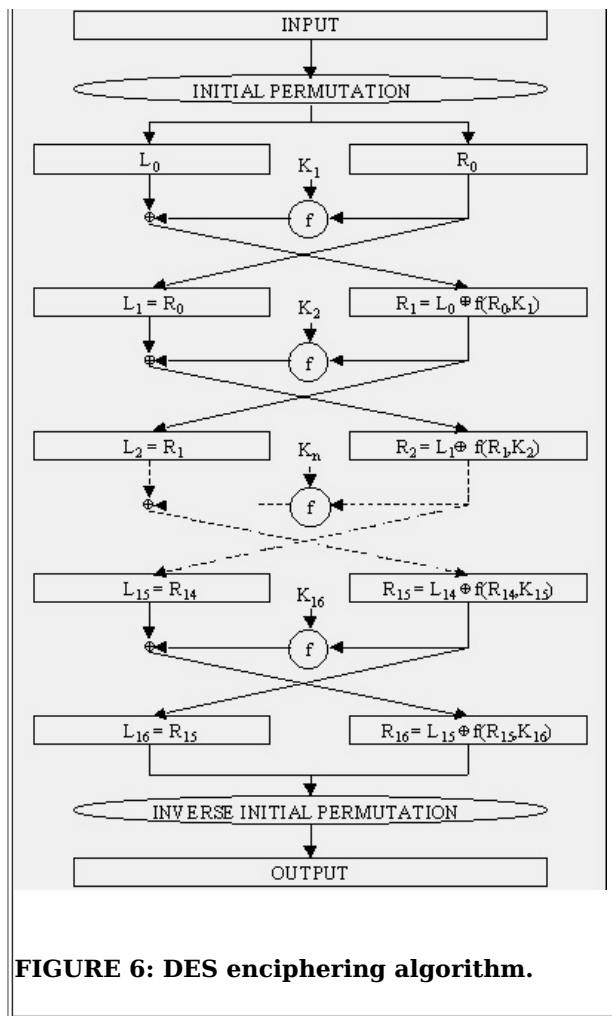 INPUT
INITIAL PERMUTATION
L₀
K₁
R₀
f
L₁ = R₀
K₂
R₁ = L₀ ⊕ f(R₀,K₁)
f
L₂ = R₁
Kₙ
R₂ = L₁⊕ f(R₁,K₂)
f
L₁₅ = R₁₄
K₁₆
R₁₅ = L₁₄ ⊕ f(R₁₄,K₁₅)
f
L₁₆ = R₁₅
R₁₆= L₁₅ ⊕ f(R₁₅,K₁₆)
INVERSE INITIAL PERMUTATION
OUTPUT
FIGURE 6: DES enciphering algorithm.